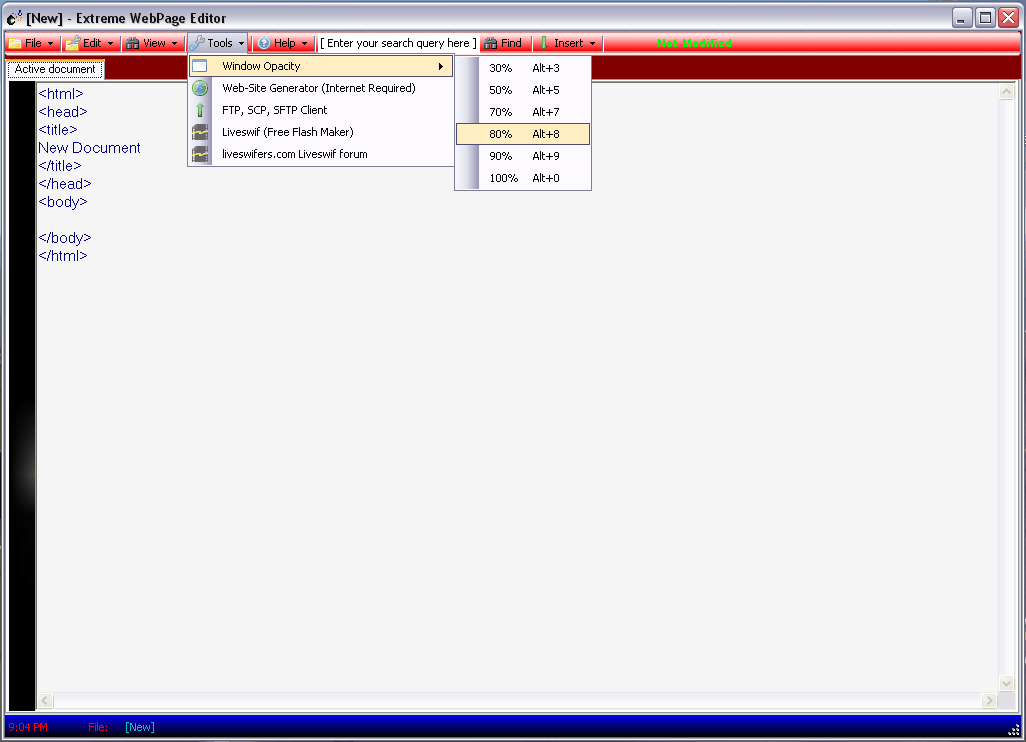 [New] - Extreme WebPage Editor
File Edit View Tools Help [ Enter your search query here ] Find Insert Not Modified
Active document
Window Opacity
Web-Site Generator (Internet Required)
FTP, SCP, SFTP Client
Liveswif (Free Flash Maker)
liveswifers.com Liveswif forum
30% Alt+3
50% Alt+5
70% Alt+7
80% Alt+8
90% Alt+9
100% Alt+0
<html>
<head>
<title>
New Document
</title>
</head>
<body>
</body>
</html>
9:04 PM File: [New]